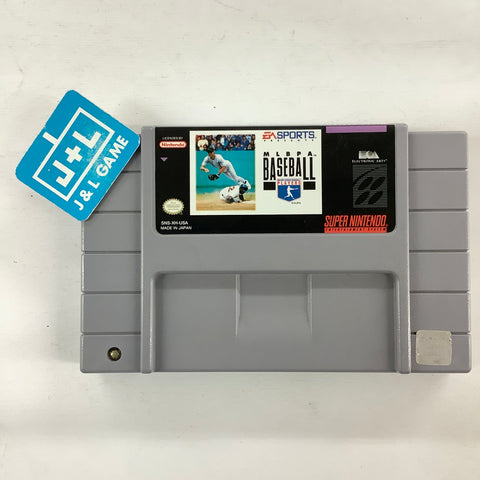 J+L
J & L GAME
LICENSED BY
Nintendo
EA SPORTS
PRESENTS
MLBPA
BASEBALL
PLAYERS
SNS-XH-USA
MADE IN JAPAN
ELECTRONIC ARTS
SUPER NINTENDO
ENTERTAINMENT SYSTEM